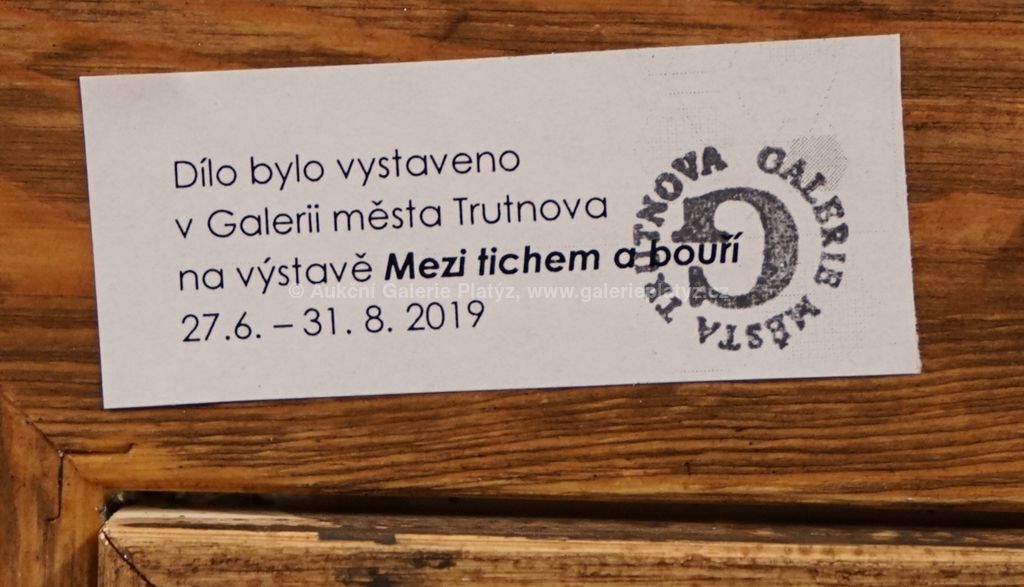 Dílo bylo vystaveno
v Galerii města Trutnova
na výstavě Mezi tichem a bouří
27.6. – 31. 8. 2019
GALERIE MĚSTA TRUTNOVA
G
© Aukční Galerie Platýz, www.galerieplatyz.cz